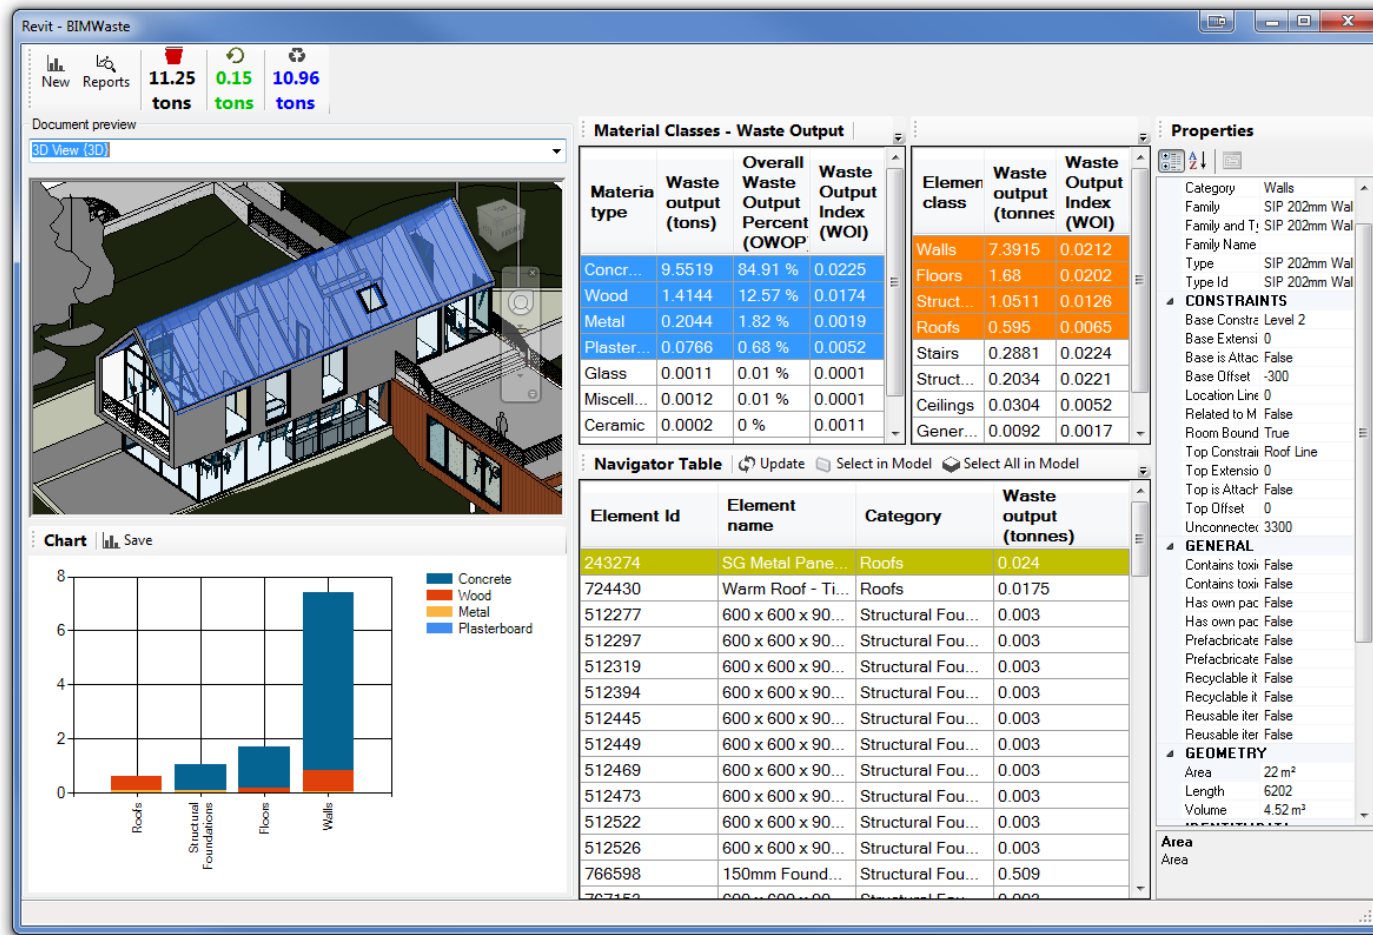 Revit - BIMWaste
New Reports
11.25 tons
0.15 tons
10.96 tons
Document preview
3D View {3D}
Material Classes - Waste Output
Materia type Waste output (tons) Overall Waste Output Percent (OWOP Waste Output Index (WOI)
Concr... 9.5519 84.91 % 0.0225
Wood 1.4144 12.57 % 0.0174
Metal 0.2044 1.82 % 0.0019
Plaster... 0.0766 0.68 % 0.0052
Glass 0.0011 0.01 % 0.0001
Miscell... 0.0012 0.01 % 0.0001
Ceramic 0.0002 0 % 0.0011
Elemen class Waste output (tonnes Waste Output Index (WOI)
Walls 7.3915 0.0212
Floors 1.68 0.0202
Struct... 1.0511 0.0126
Roofs 0.595 0.0065
Stairs 0.2881 0.0224
Struct... 0.2034 0.0221
Ceilings 0.0304 0.0052
Gener... 0.0092 0.0017
Navigator Table Update Select in Model Select All in Model
Element Id Element name Category Waste output (tonnes)
243274 SG Metal Pane... Roofs 0.024
724430 Warm Roof - Ti... Roofs 0.0175
512277 600 x 600 x 90... Structural Fou... 0.003
512297 600 x 600 x 90... Structural Fou... 0.003
512319 600 x 600 x 90... Structural Fou... 0.003
512394 600 x 600 x 90... Structural Fou... 0.003
512445 600 x 600 x 90... Structural Fou... 0.003
512449 600 x 600 x 90... Structural Fou... 0.003
512469 600 x 600 x 90... Structural Fou... 0.003
512473 600 x 600 x 90... Structural Fou... 0.003
512522 600 x 600 x 90... Structural Fou... 0.003
512526 600 x 600 x 90... Structural Fou... 0.003
766598 150mm Found... Structural Fou... 0.509
Chart Save
8
6
4
2
0
Roofs
Structural Foundations
Floors
Walls
Concrete
Wood
Metal
Plasterboard
Properties
Category Walls
Family SIP 202mm Wal
Family and Ty SIP 202mm Wal
Family Name
Type SIP 202mm Wal
Type Id SIP 202mm Wal
CONSTRAINTS
Base Constra Level 2
Base Extensi 0
Base is Attac False
Base Offset -300
Location Line 0
Related to M False
Room Bound True
Top Constrai Roof Line
Top Extensio 0
Top is Attach False
Top Offset 0
Unconnected 3300
GENERAL
Contains toxi False
Contains toxi False
Has own pac False
Has own pac False
Prefacbricate False
Prefacbricate False
Recyclable it False
Recyclable it False
Reusable iter False
Reusable iter False
GEOMETRY
Area 22 m²
Length 6202
Volume 4.52 m³
Area
Area